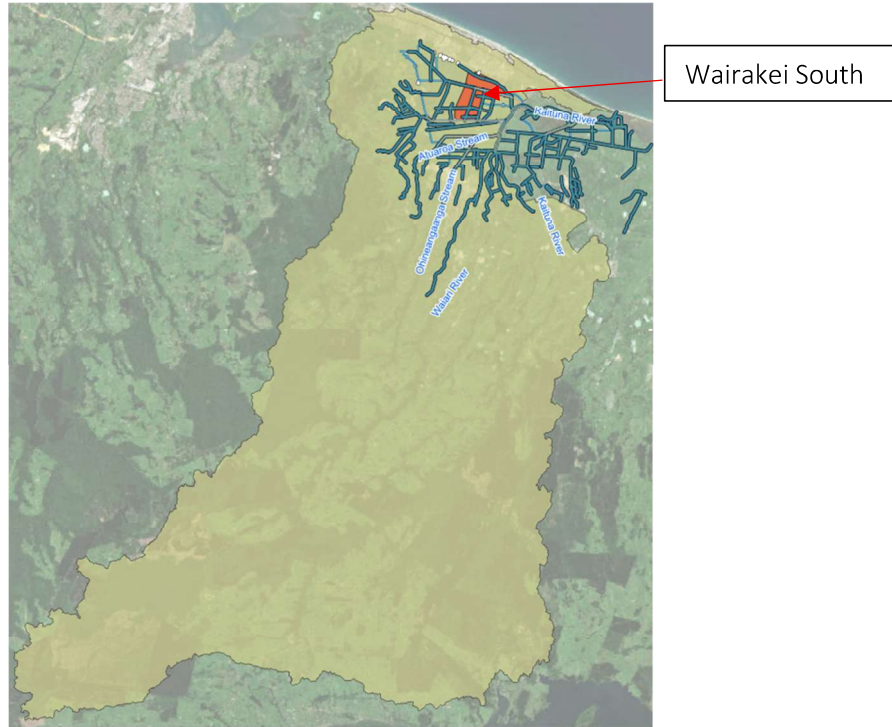 Wairakei South
Kaituna River
Atuaroa Stream
Ohineangaanga Stream
Kaituna River
Waiari River